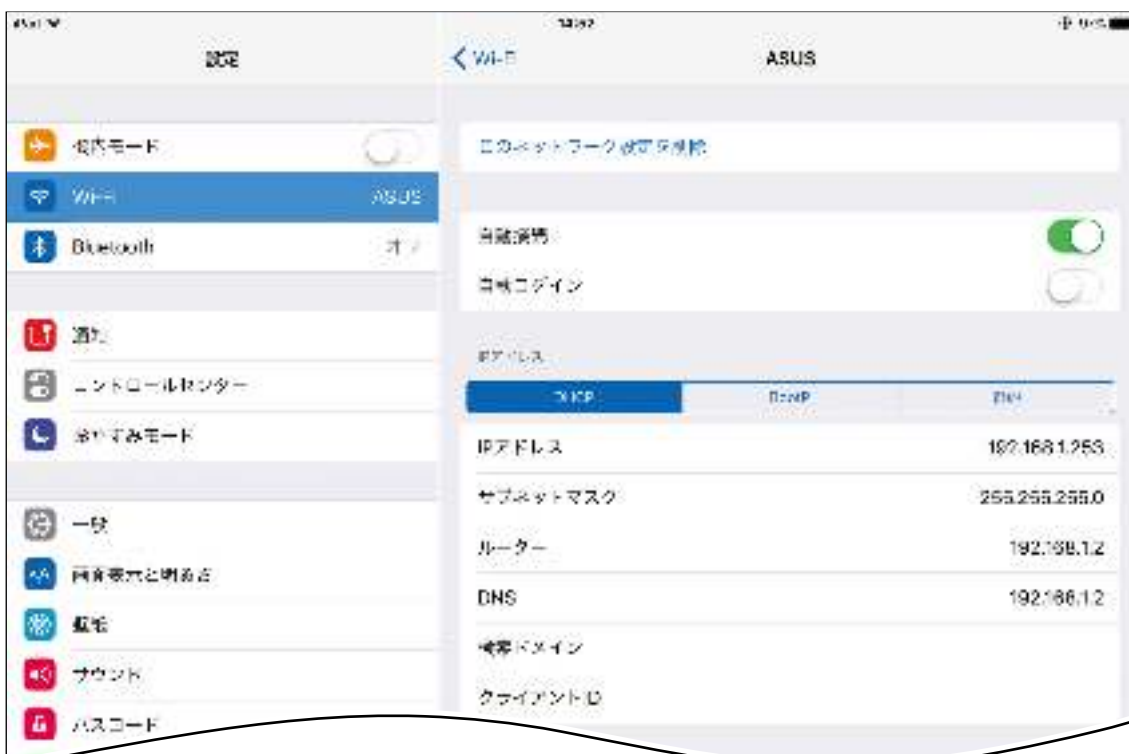 設定
Wi-Fi
ASUS
機内モード
Wi-Fi
ASUS
Bluetooth
オフ
通知
コントロールセンター
おやすみモード
一般
画面表示と明るさ
壁紙
サウンド
パスコード
このネットワーク設定を削除
自動接続
自動ログイン
IPアドレス
DHCP
BootP
静的
IPアドレス
192.168.1.253
サブネットマスク
255.255.255.0
ルーター
192.168.1.2
DNS
192.168.1.2
検索ドメイン
クライアントID